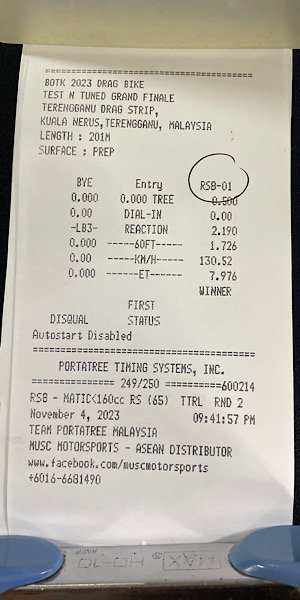 ====================================
BOTK 2023 DRAG BIKE
TEST N TUNED GRAND FINALE
TERENGGANU DRAG STRIP,
KUALA NERUS,TERENGGANU, MALAYSIA
LENGTH : 201M
SURFACE : PREP
BYE Entry RSB-01
0.000 0.000 TREE 0.500
0.00 DIAL-IN 0.00
-LB3- REACTION 2.190
0.000 ------60FT------ 1.726
0.00 ------KM/H------ 130.52
0.000 -------ET------- 7.976
WINNER
FIRST
DISQUAL STATUS
Autostart Disabled
====================================
PORTATREE TIMING SYSTEMS, INC.
============== 249/250 ==========600214
RSB - MATIC<160cc RS (65) TTRL RND 2
November 4, 2023 09:41:57 PM
TEAM PORTATREE MALAYSIA
MUSC MOTORSPORTS - ASEAN DISTRIBUTOR
www.facebook.com/muscmotorsports
+6016-6681490
MAX HD-10